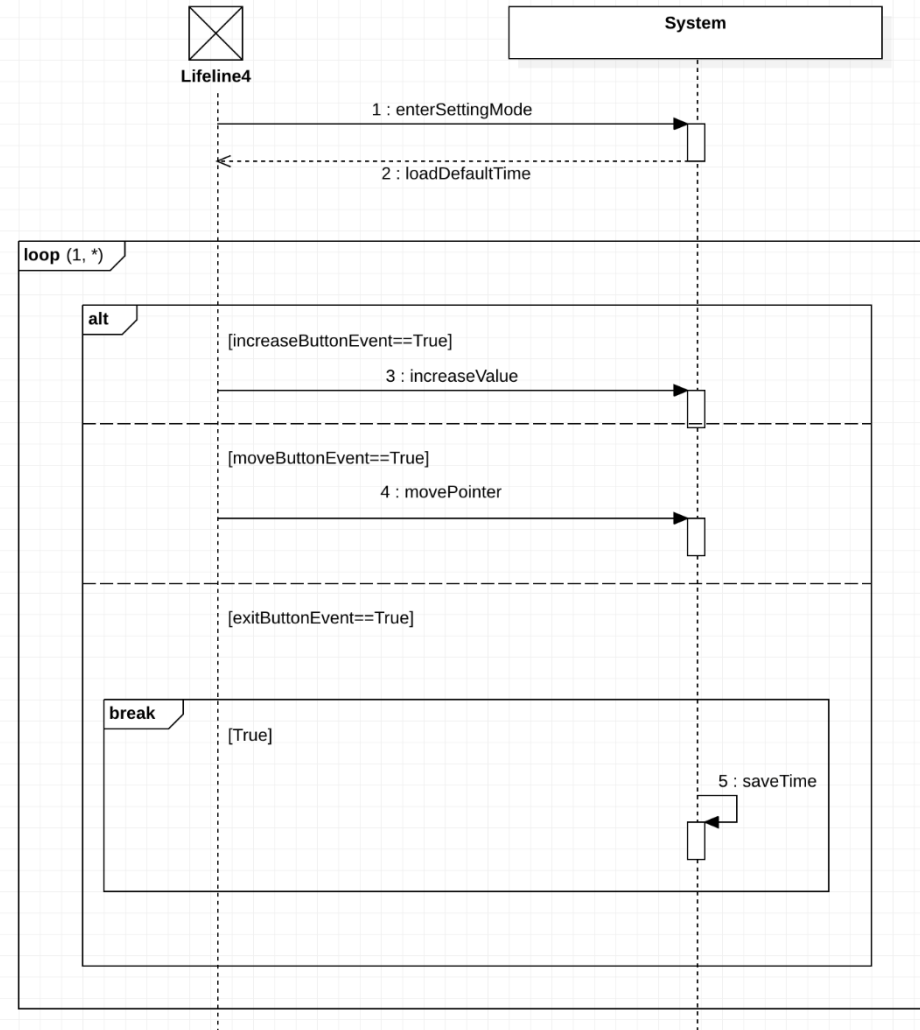 System
Lifeline4
1 : enterSettingMode
2 : loadDefaultTime
loop (1, *)
alt
[increaseButtonEvent==True]
3 : increaseValue
[moveButtonEvent==True]
4 : movePointer
[exitButtonEvent==True]
break
[True]
5 : saveTime